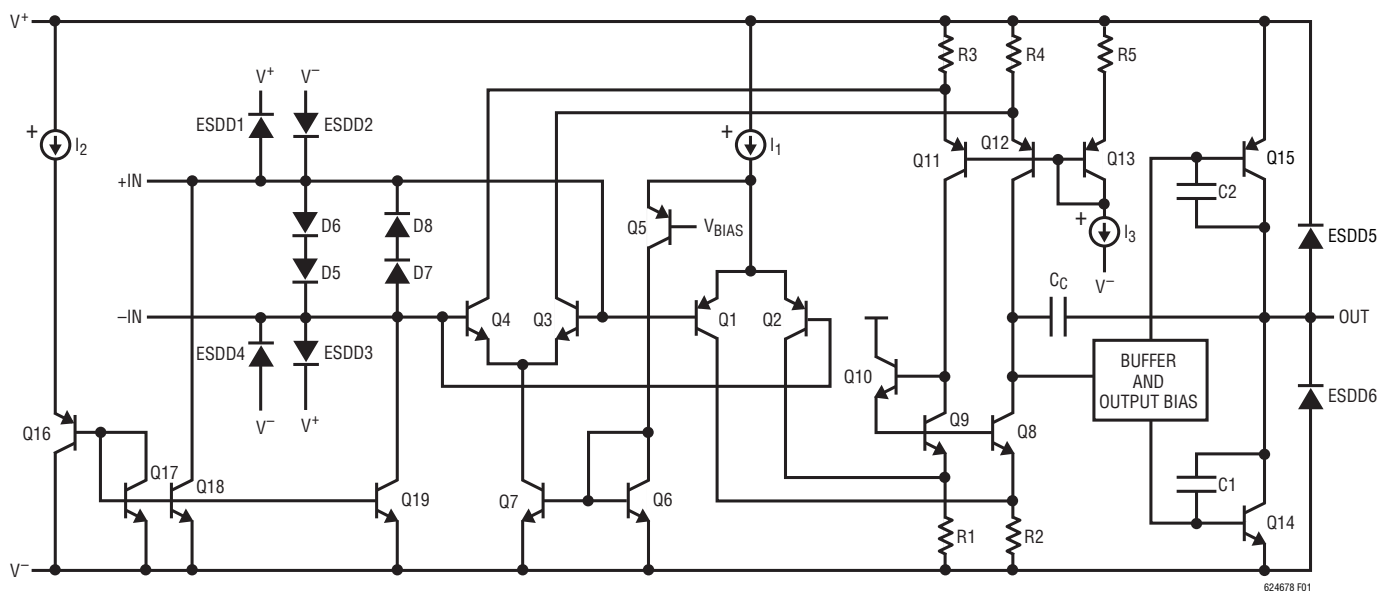 V+
R3
R4
R5
V+
V−
ESDD1
ESDD2
+
I2
+
I1
Q11
Q12
Q13
Q15
C2
+IN
D6
D8
Q5
VBIAS
+
I3
ESDD5
D5
D7
V−
CC
−IN
Q4
Q3
Q1
Q2
OUT
ESDD4
ESDD3
BUFFER
AND
OUTPUT BIAS
Q10
ESDD6
V−
V+
Q16
Q9
Q8
Q17
Q18
Q19
Q7
Q6
C1
Q14
R1
R2
V−
624678 F01